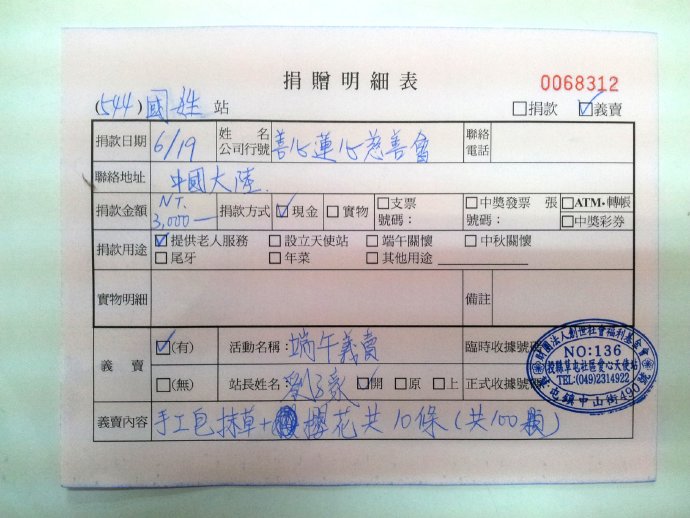 捐贈明細表
0068312
(544) 國姓 站 □捐款 ☑義賣
捐款日期 6/19 姓名 公司行號 善心蓮心慈善會 聯絡電話
聯絡地址 中國大陸.
捐款金額 NT. 3,000— 捐款方式 ☑現金 □實物 □支票 號碼： □中獎發票 張 號碼： □ATM·轉帳 □中獎彩券
捐款用途 ☑提供老人服務 □設立天使站 □端午關懷 □中秋關懷
□尾牙 □年菜 □其他用途
實物明細 備註
義賣 ☑(有) 活動名稱： 端午義賣 臨時收據號
□(無) 站長姓名： 劉 ☑開 □原 □上 正式收據號
義賣內容 手工包 抹草+ 櫻花共10條(共100顆)
財團法人創世社會福利基金會
NO:136
投縣草屯社區愛心天使站
TEL:(049)2314922
屯鎮中山街400號